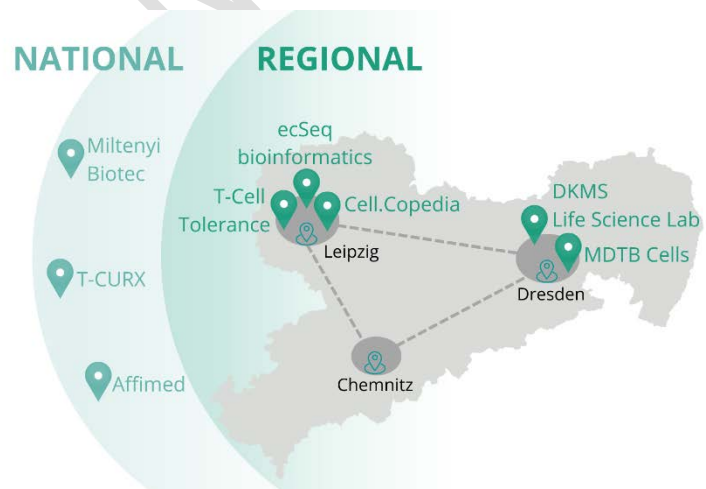 NATIONAL
REGIONAL
Miltenyi
Biotec
T-CURX
Affimed
ecSeq
bioinformatics
T-Cell
Tolerance
Cell.Copedia
Leipzig
DKMS
Life Science Lab
MDTB Cells
Dresden
Chemnitz